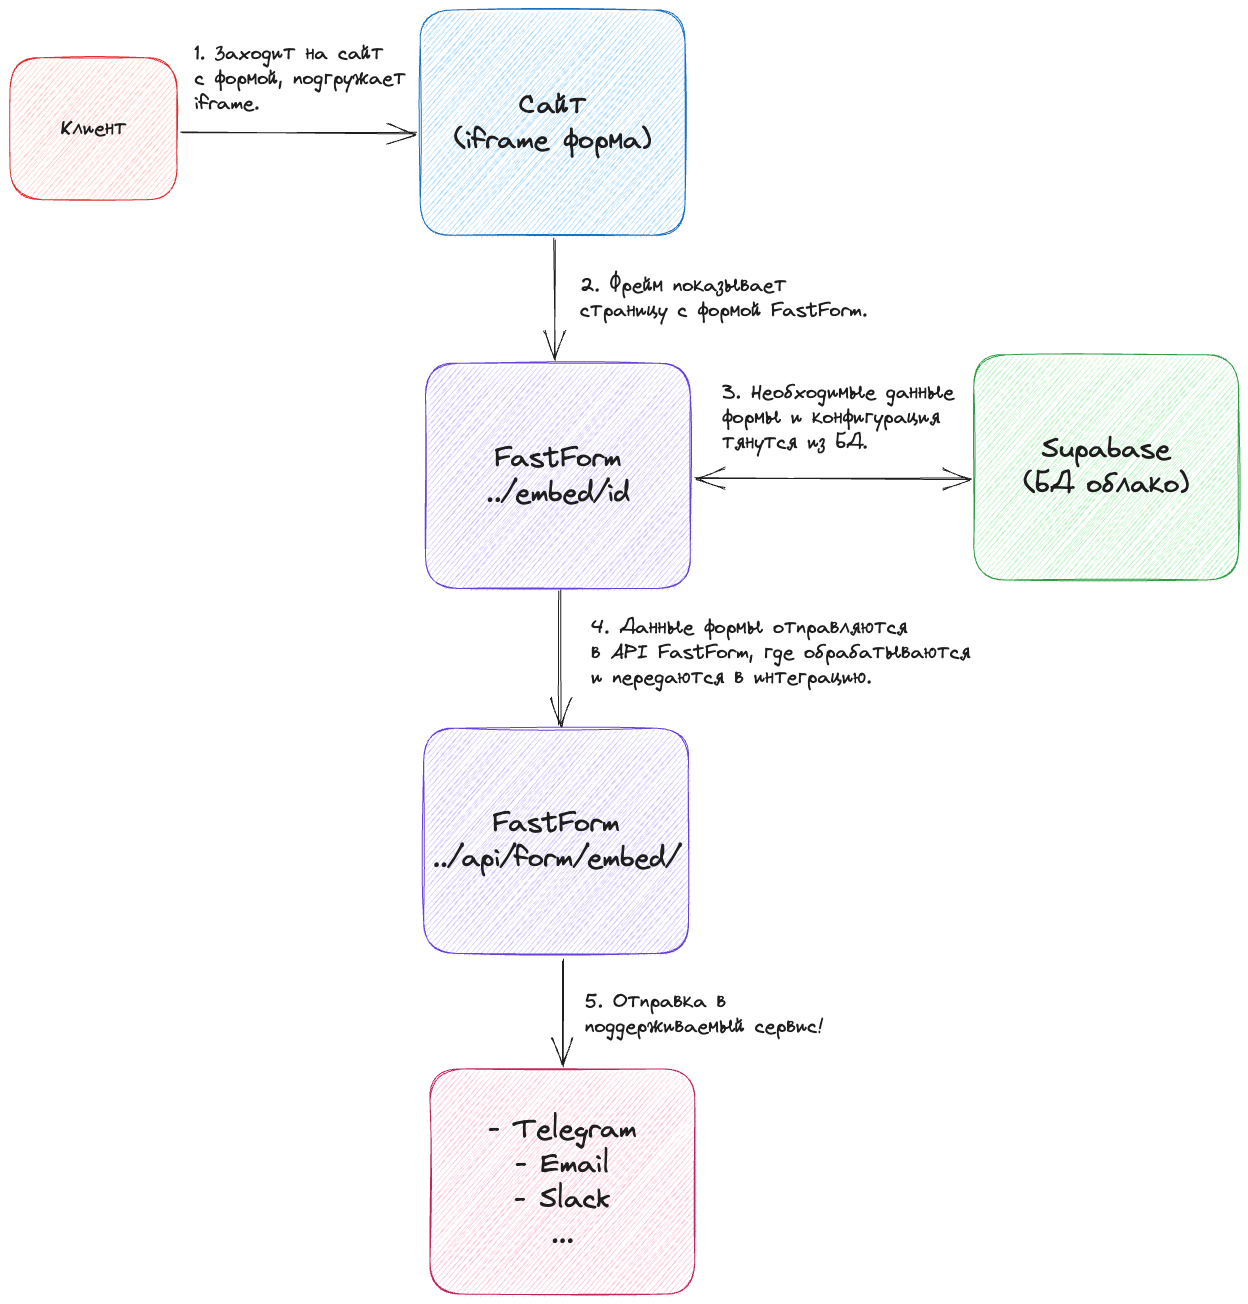 1. Заходит на сайт
с формой, подгружает
iframe.
Клиент
Сайт
(iframe форма)
2. Фрейм показывает
страницу с формой FastForm.
3. Необходимые данные
формы и конфигурация
тянутся из БД.
FastForm
../embed/id
Supabase
(БД облако)
4. Данные формы отправляются
в API FastForm, где обрабатываются
и передаются в интеграцию.
FastForm
../api/form/embed/
5. Отправка в
поддерживаемый сервис!
- Telegram
- Email
- Slack
...